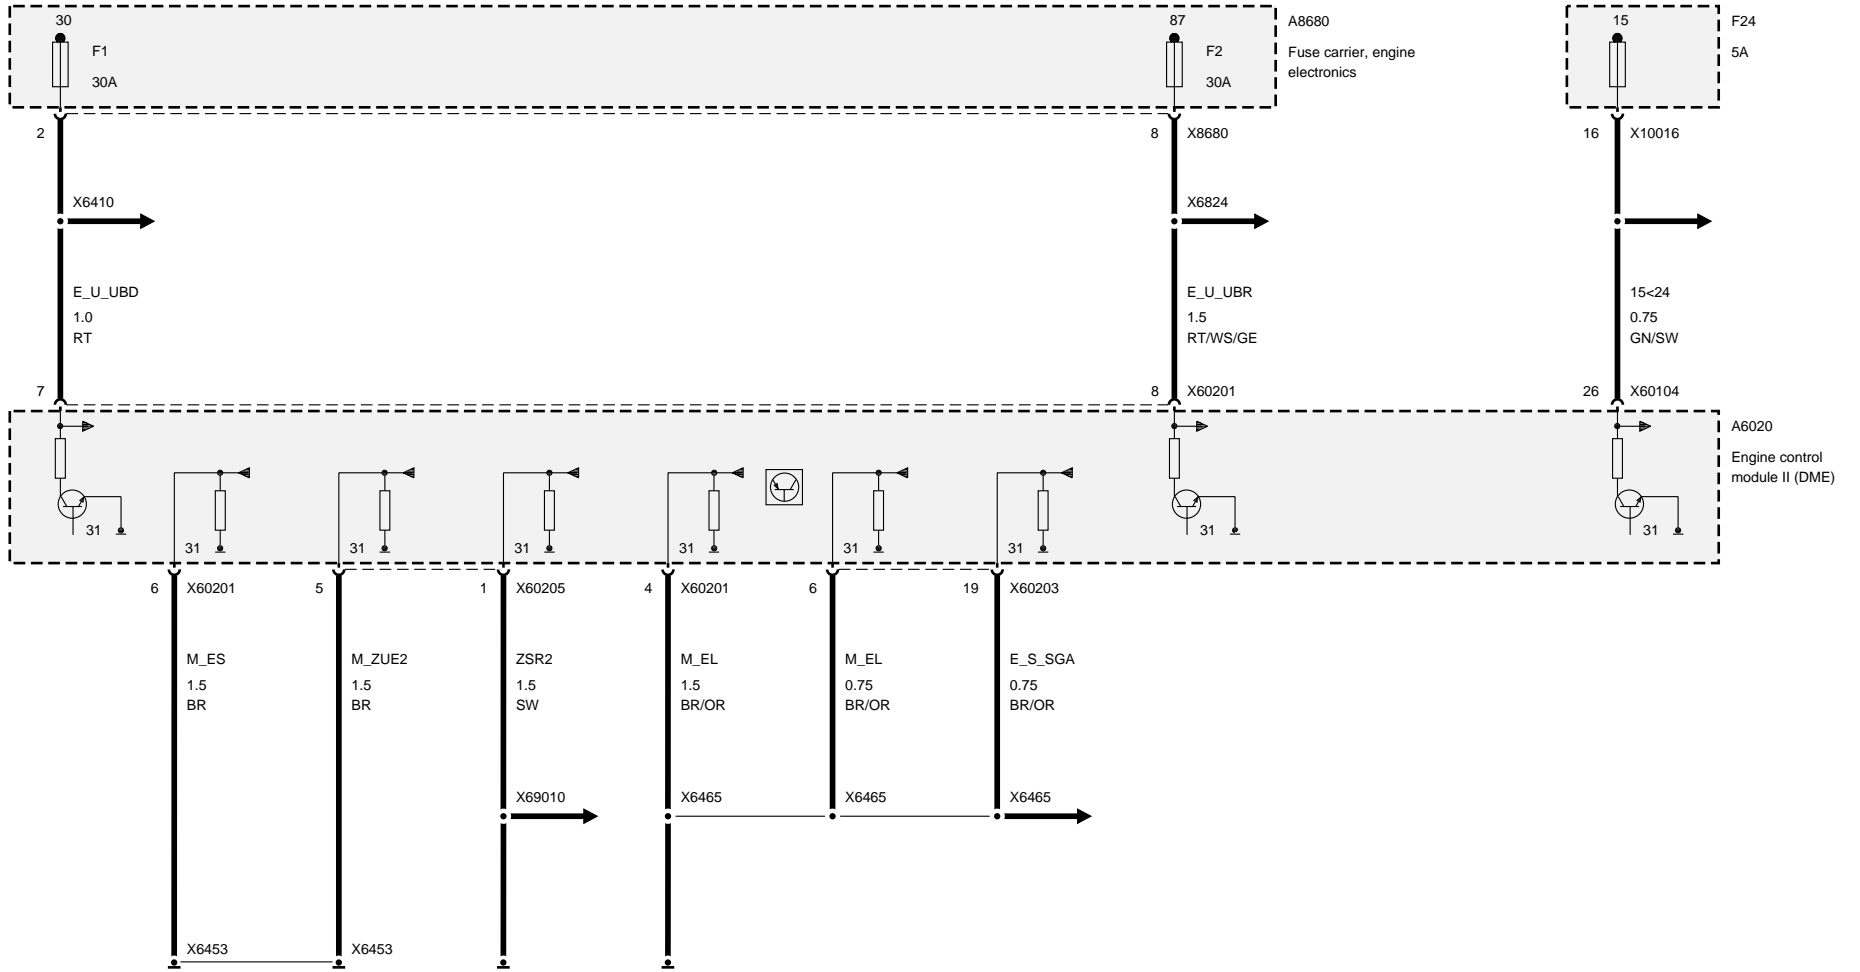 30
F1
30A
87
F2
30A
A8680
Fuse carrier, engine
electronics
15
F24
5A
2
8 X8680
16 X10016
X6410
X6824
E_U_UBD
1.0
RT
E_U_UBR
1.5
RT/WS/GE
15<24
0.75
GN/SW
7
8 X60201
26 X60104
A6020
Engine control
module II (DME)
31
31
31
31
31
31
31
31
31
6 X60201
5
1 X60205
4 X60201
6
19 X60203
M_ES
1.5
BR
M_ZUE2
1.5
BR
ZSR2
1.5
SW
M_EL
1.5
BR/OR
M_EL
0.75
BR/OR
E_S_SGA
0.75
BR/OR
X69010
X6465
X6465
X6465
X6453
X6453